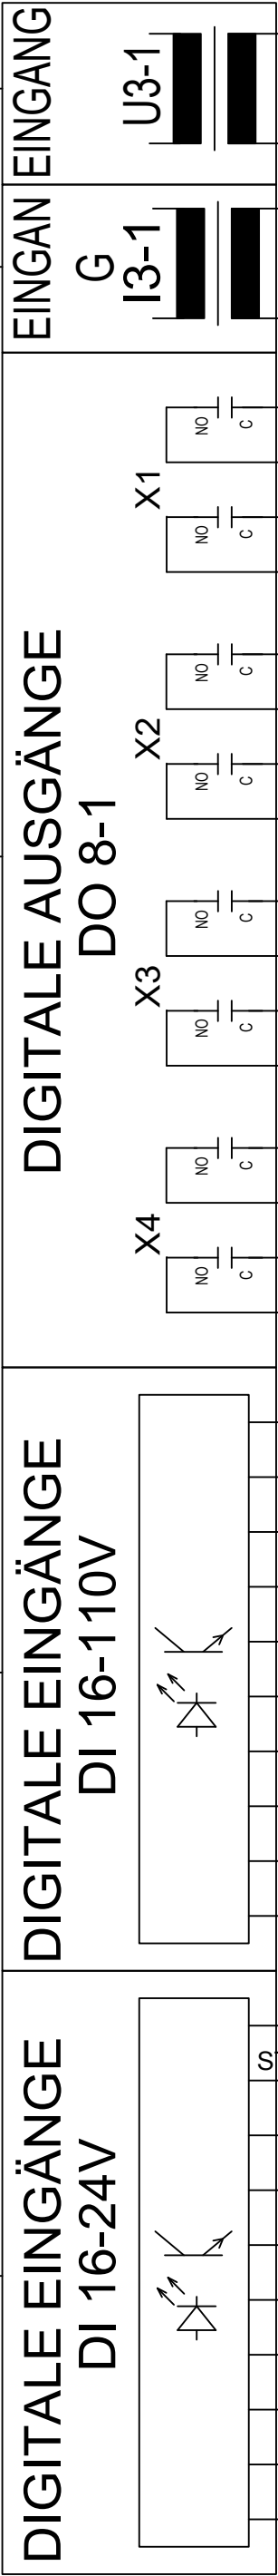 DIGITALE EINGÄNGE
DI 16-24V
S
DIGITALE EINGÄNGE
DI 16-110V
DIGITALE AUSGÄNGE
DO 8-1
X4
NO
C
NO
C
X3
NO
C
NO
C
X2
NO
C
NO
C
X1
NO
C
NO
C
EINGAN
G
I3-1
EINGANG
U3-1